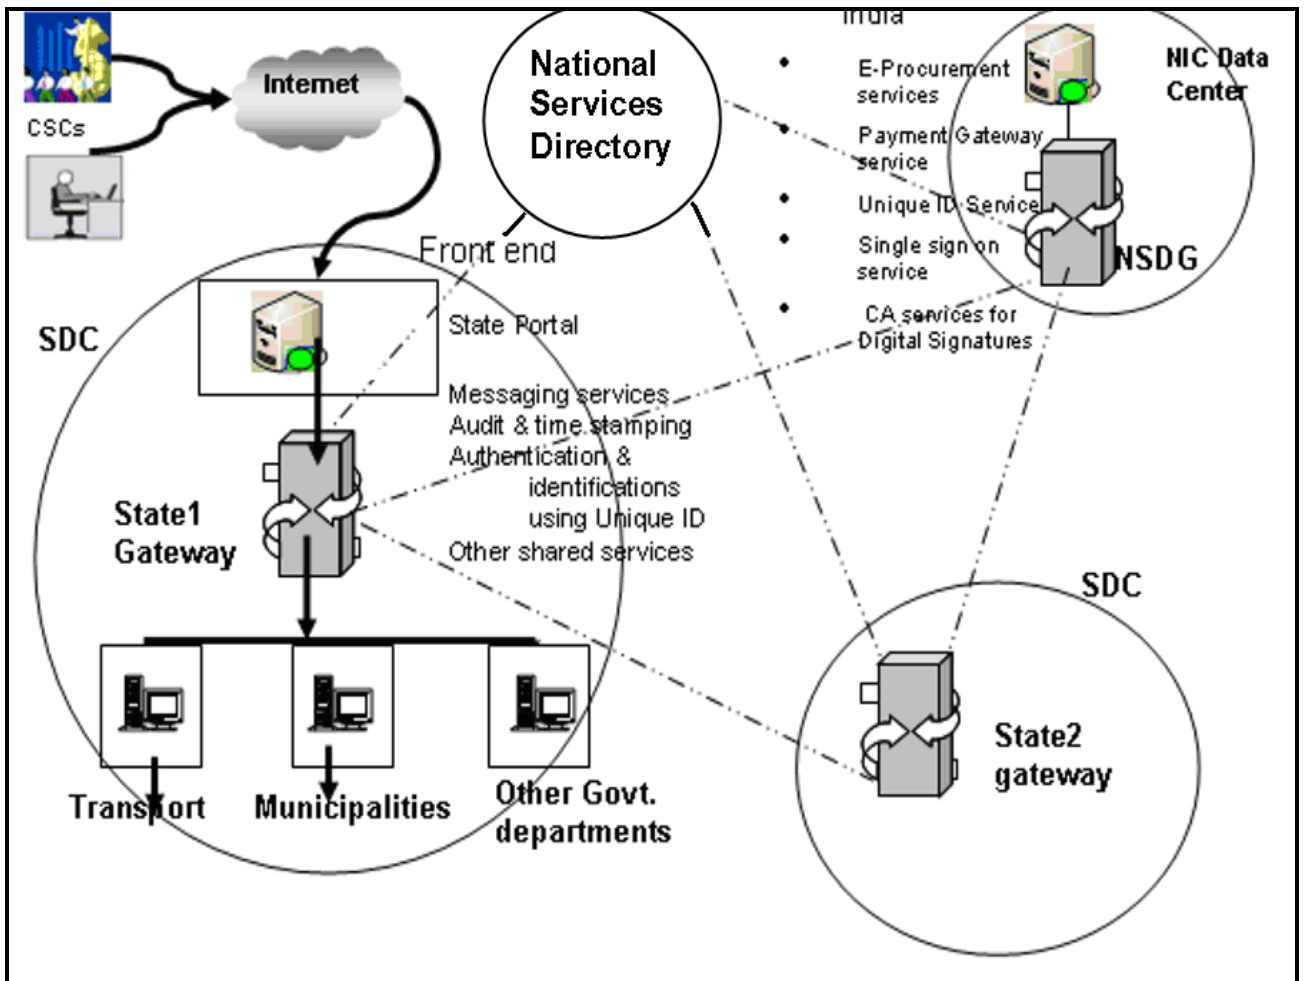 India
Internet
CSCs
National
Services
Directory
E-Procurement
services
Payment Gateway
service
Unique ID Service
Single sign on
service
CA services for
Digital Signatures
NIC Data
Center
NSDG
Front end
SDC
State Portal
Messaging services
Audit & time stamping
Authentication &
identifications
using Unique ID
Other shared services
State1
Gateway
Transport
Municipalities
Other Govt.
departments
SDC
State2
gateway